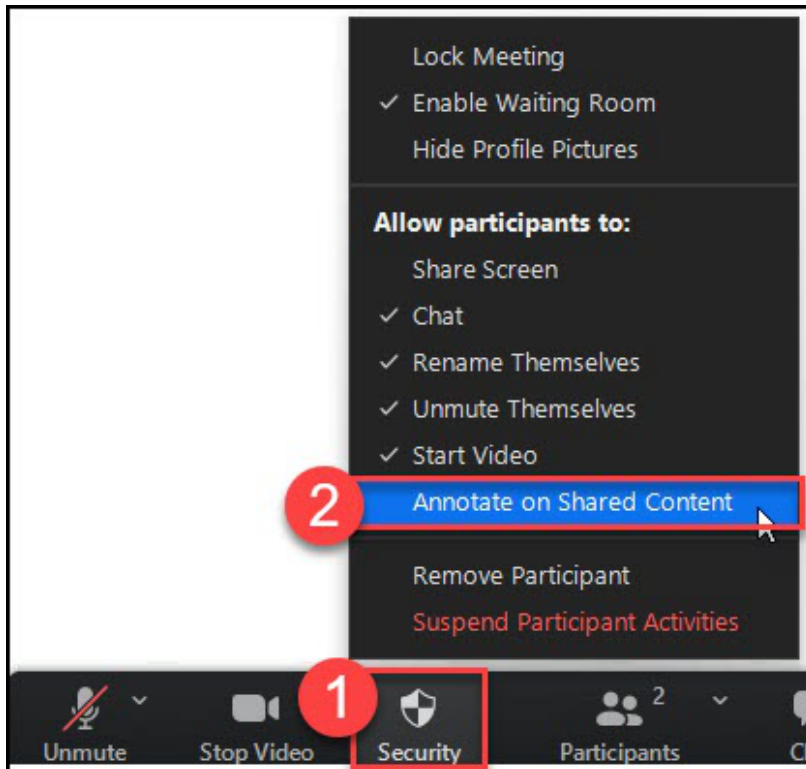 Lock Meeting
✓ Enable Waiting Room
Hide Profile Pictures
Allow participants to:
Share Screen
✓ Chat
✓ Rename Themselves
✓ Unmute Themselves
✓ Start Video
2 Annotate on Shared Content
Remove Participant
Suspend Participant Activities
1
2
Unmute Stop Video Security Participants